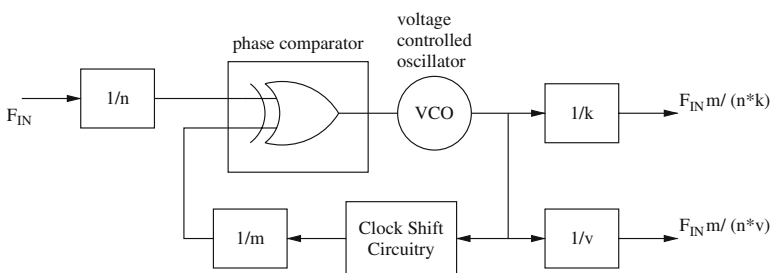 voltage
controlled
oscillator
phase comparator
F_IN
1/n
VCO
1/k
F_IN m/ (n*k)
1/m
Clock Shift
Circuitry
1/v
F_IN m/ (n*v)